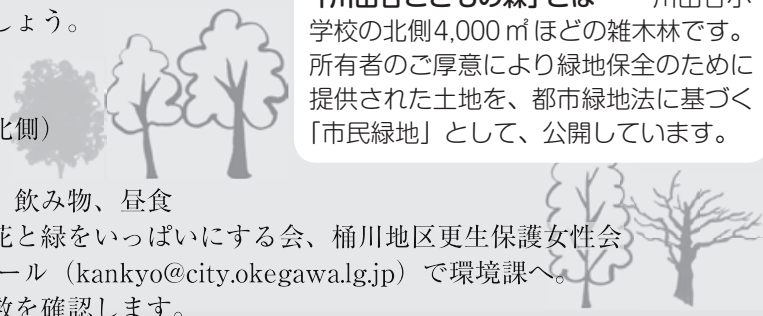 しょう。
「川田谷こどもの森」とは 川田谷小
学校の北側4,000㎡ほどの雑木林です。
所有者のご厚意により緑地保全のために
提供された土地を、都市緑地法に基づく
「市民緑地」として、公開しています。
北側）
飲み物、昼食
花と緑をいっぱいにする会、桶川地区更生保護女性会
ール（kankyo@city.okegawa.lg.jp）で環境課へ。
数を確認します。